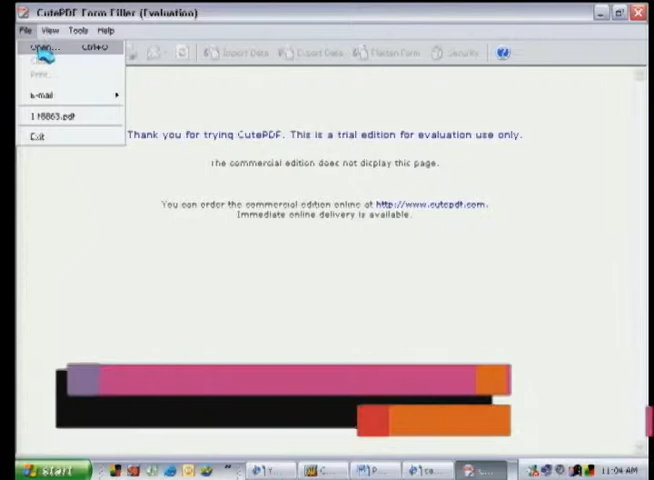 CutePDF Form Filler (Evaluation)
File View Tools Help
Open... Ctrl+O
Print...
E-mail
Exit
Import Data Export Data Flatten Form Security
Thank you for trying CutePDF. This is a trial edition for evaluation use only.
The commercial edition does not display this page.
You can order the commercial edition online at http://www.cutepdf.com.
Immediate online delivery is available.
start
11:04 AM